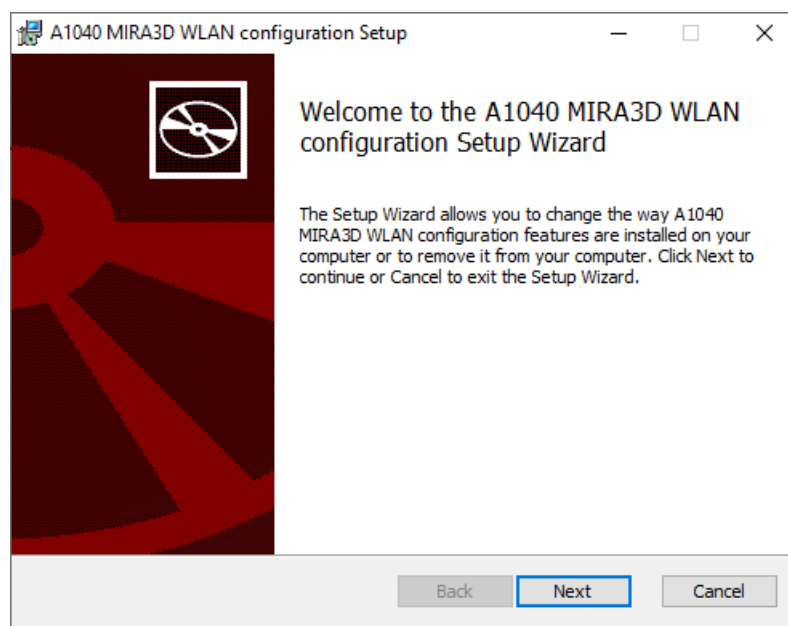 A1040 MIRA3D WLAN configuration Setup
Welcome to the A1040 MIRA3D WLAN
configuration Setup Wizard
The Setup Wizard allows you to change the way A1040
MIRA3D WLAN configuration features are installed on your
computer or to remove it from your computer. Click Next to
continue or Cancel to exit the Setup Wizard.
Back Next Cancel